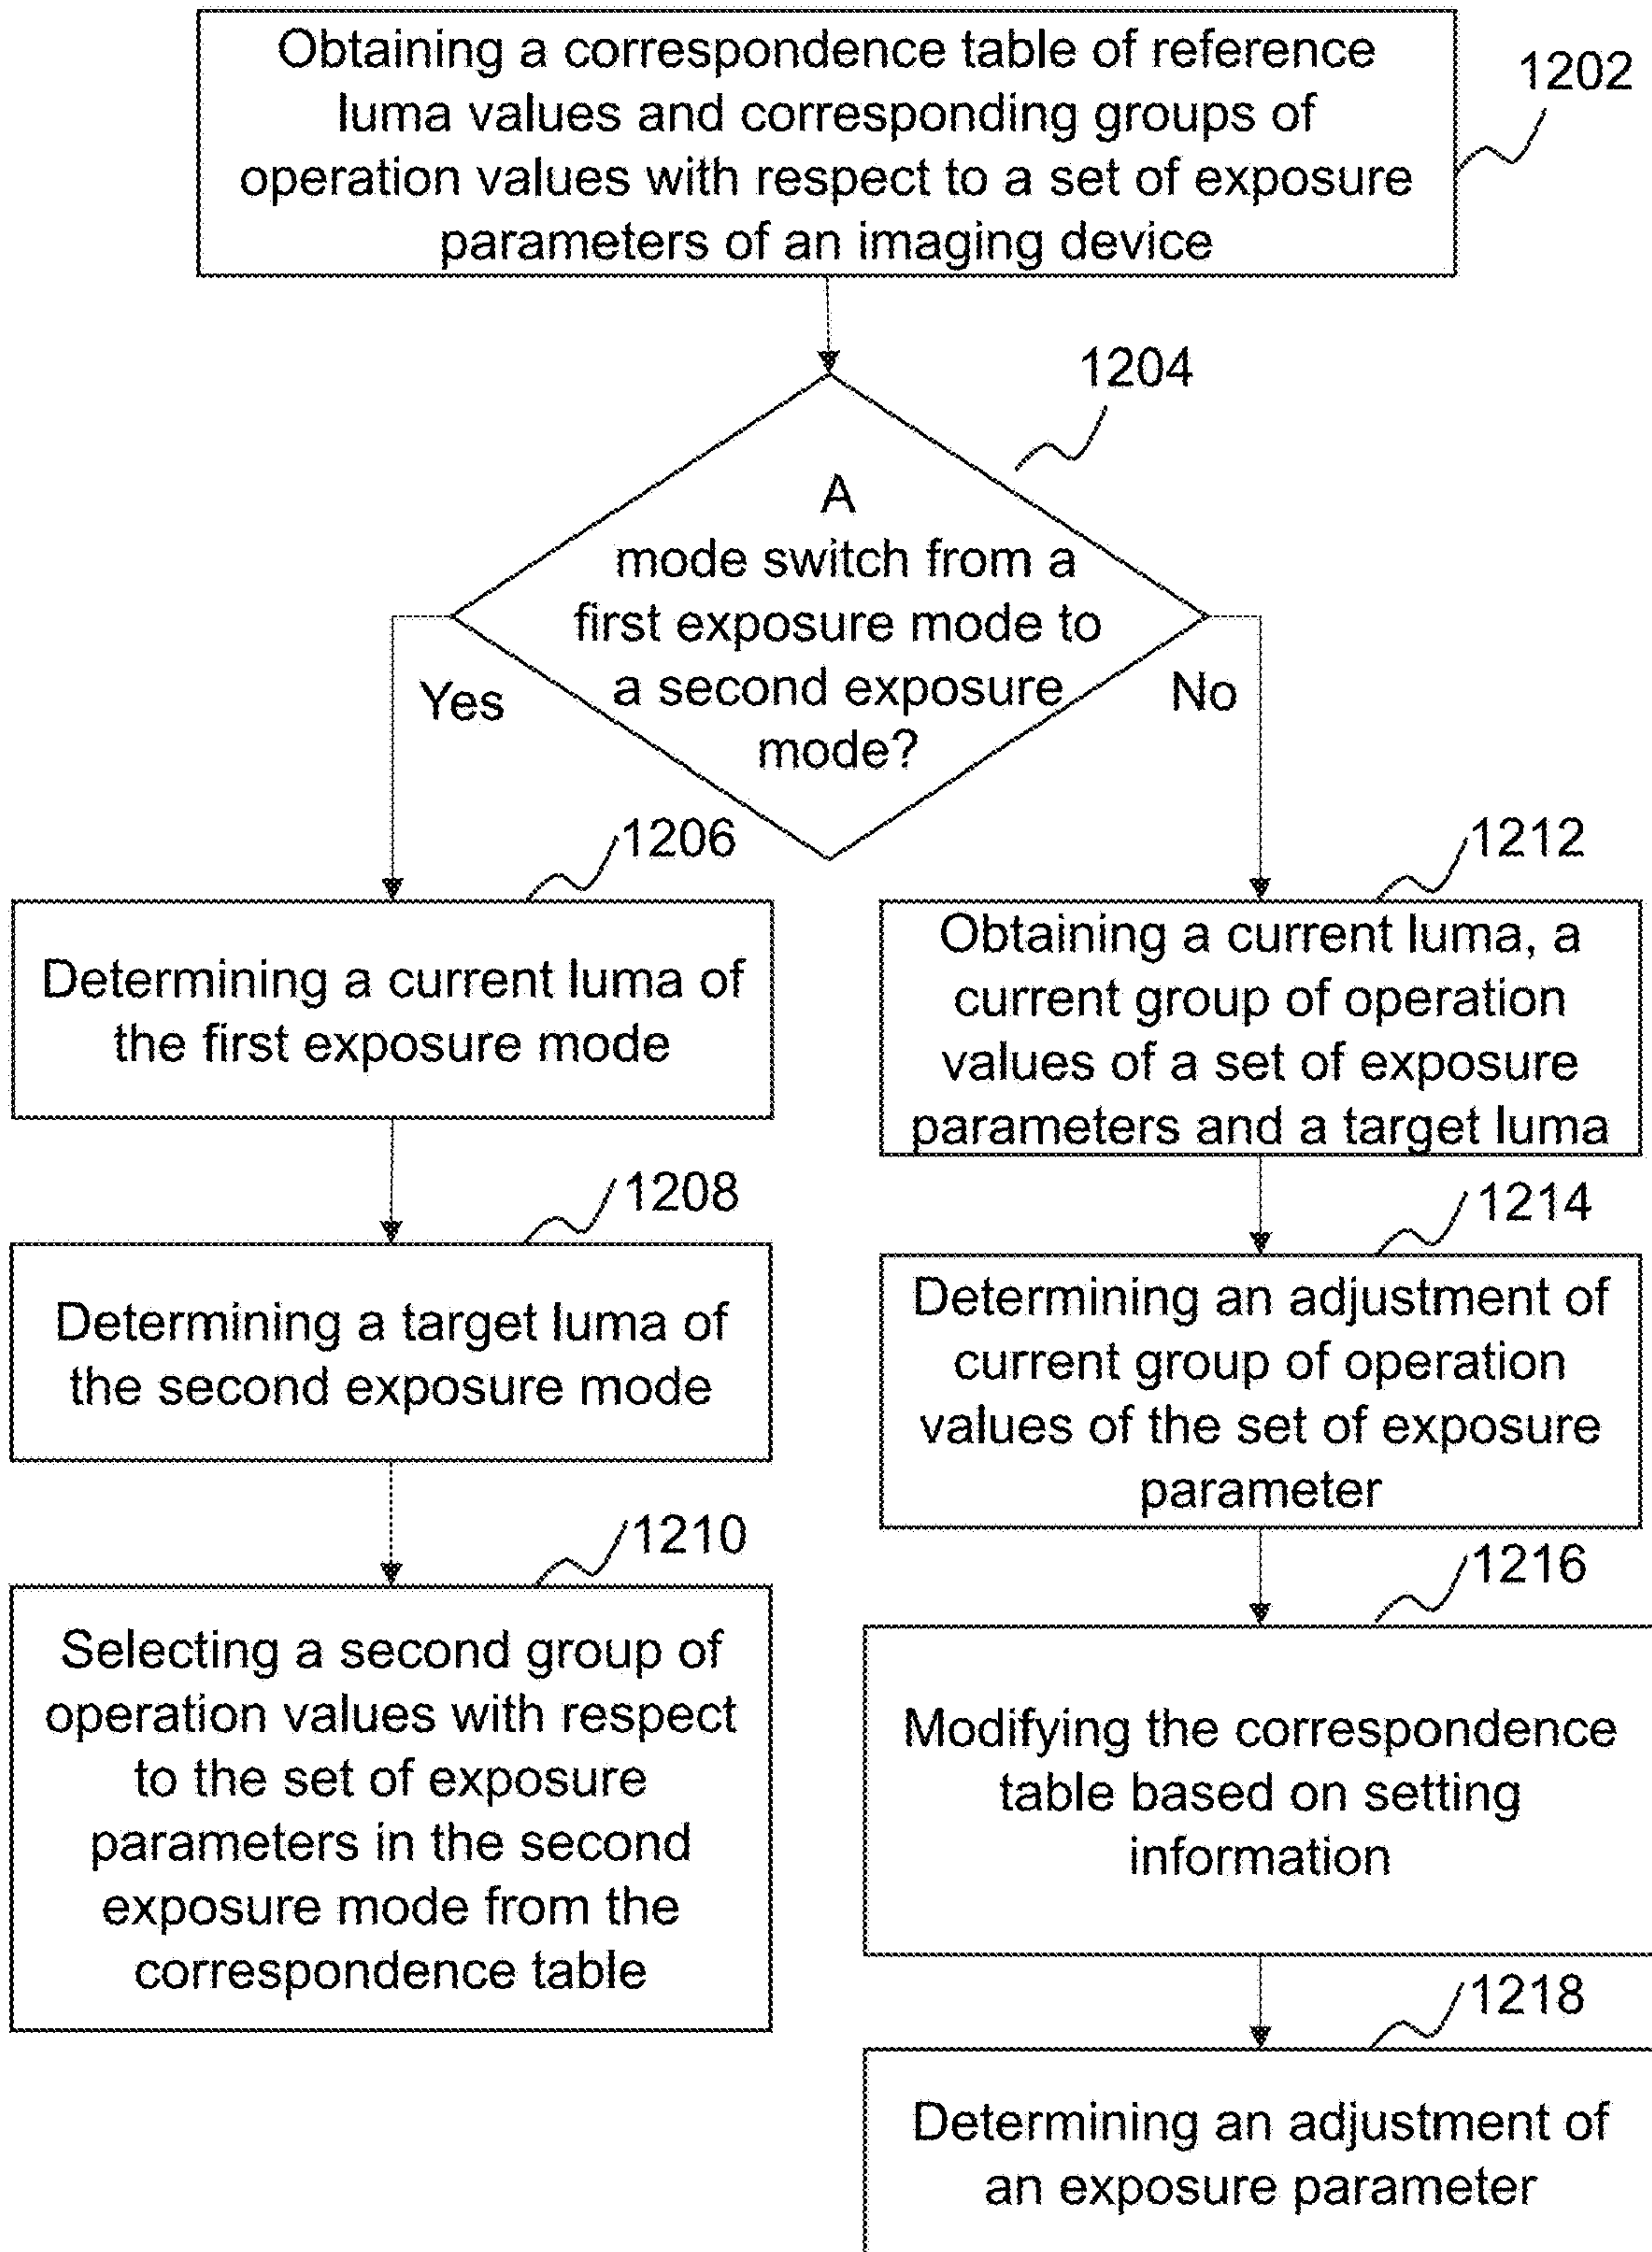 Obtaining a correspondence table of reference
luma values and corresponding groups of
operation values with respect to a set of exposure
parameters of an imaging device
1202
1204
A
mode switch from a
first exposure mode to
a second exposure
mode?
Yes
No
1206
Determining a current luma of
the first exposure mode
1208
Determining a target luma of
the second exposure mode
1210
Selecting a second group of
operation values with respect
to the set of exposure
parameters in the second
exposure mode from the
correspondence table
1212
Obtaining a current luma, a
current group of operation
values of a set of exposure
parameters and a target luma
1214
Determining an adjustment of
current group of operation
values of the set of exposure
parameter
1216
Modifying the correspondence
table based on setting
information
1218
Determining an adjustment of
an exposure parameter